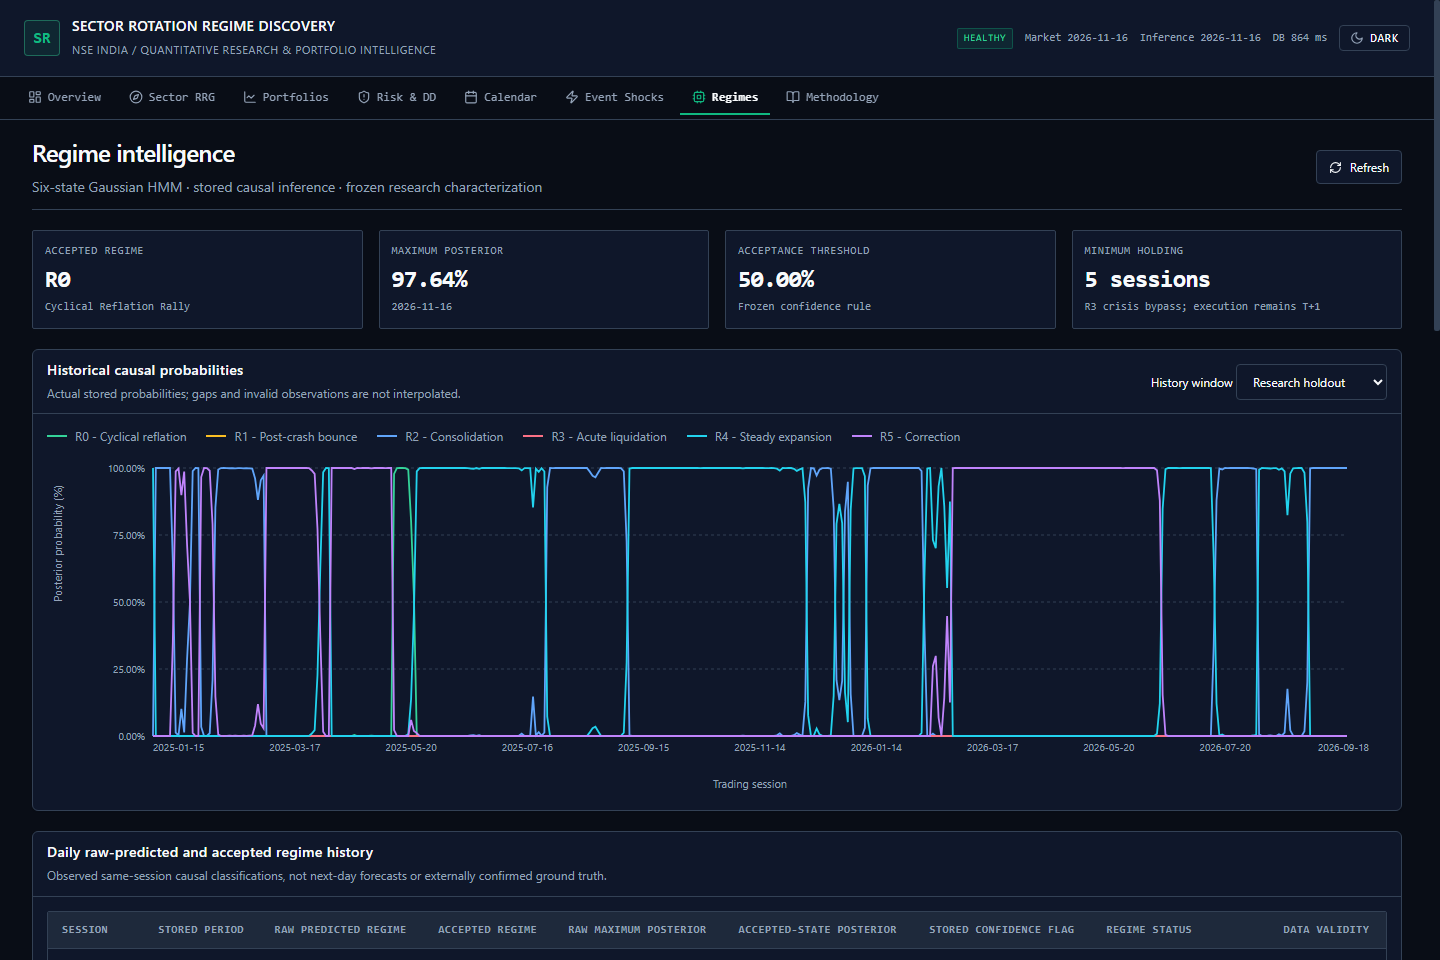 SR
SECTOR ROTATION REGIME DISCOVERY
NSE INDIA / QUANTITATIVE RESEARCH & PORTFOLIO INTELLIGENCE
HEALTHY Market 2026-11-16 Inference 2026-11-16 DB 864 ms DARK
Overview Sector RRG Portfolios Risk & DD Calendar Event Shocks Regimes Methodology
Regime intelligence
Six-state Gaussian HMM · stored causal inference · frozen research characterization
Refresh
ACCEPTED REGIME
R0
Cyclical Reflation Rally
MAXIMUM POSTERIOR
97.64%
2026-11-16
ACCEPTANCE THRESHOLD
50.00%
Frozen confidence rule
MINIMUM HOLDING
5 sessions
R3 crisis bypass; execution remains T+1
Historical causal probabilities
Actual stored probabilities; gaps and invalid observations are not interpolated.
History window Research holdout
R0 - Cyclical reflation R1 - Post-crash bounce R2 - Consolidation R3 - Acute liquidation R4 - Steady expansion R5 - Correction
Posterior probability (%)
100.00%
75.00%
50.00%
25.00%
0.00%
2025-01-15 2025-03-17 2025-05-20 2025-07-16 2025-09-15 2025-11-14 2026-01-14 2026-03-17 2026-05-20 2026-07-20 2026-09-18
Trading session
Daily raw-predicted and accepted regime history
Observed same-session causal classifications, not next-day forecasts or externally confirmed ground truth.
SESSION STORED PERIOD RAW PREDICTED REGIME ACCEPTED REGIME RAW MAXIMUM POSTERIOR ACCEPTED-STATE POSTERIOR STORED CONFIDENCE FLAG REGIME STATUS DATA VALIDITY